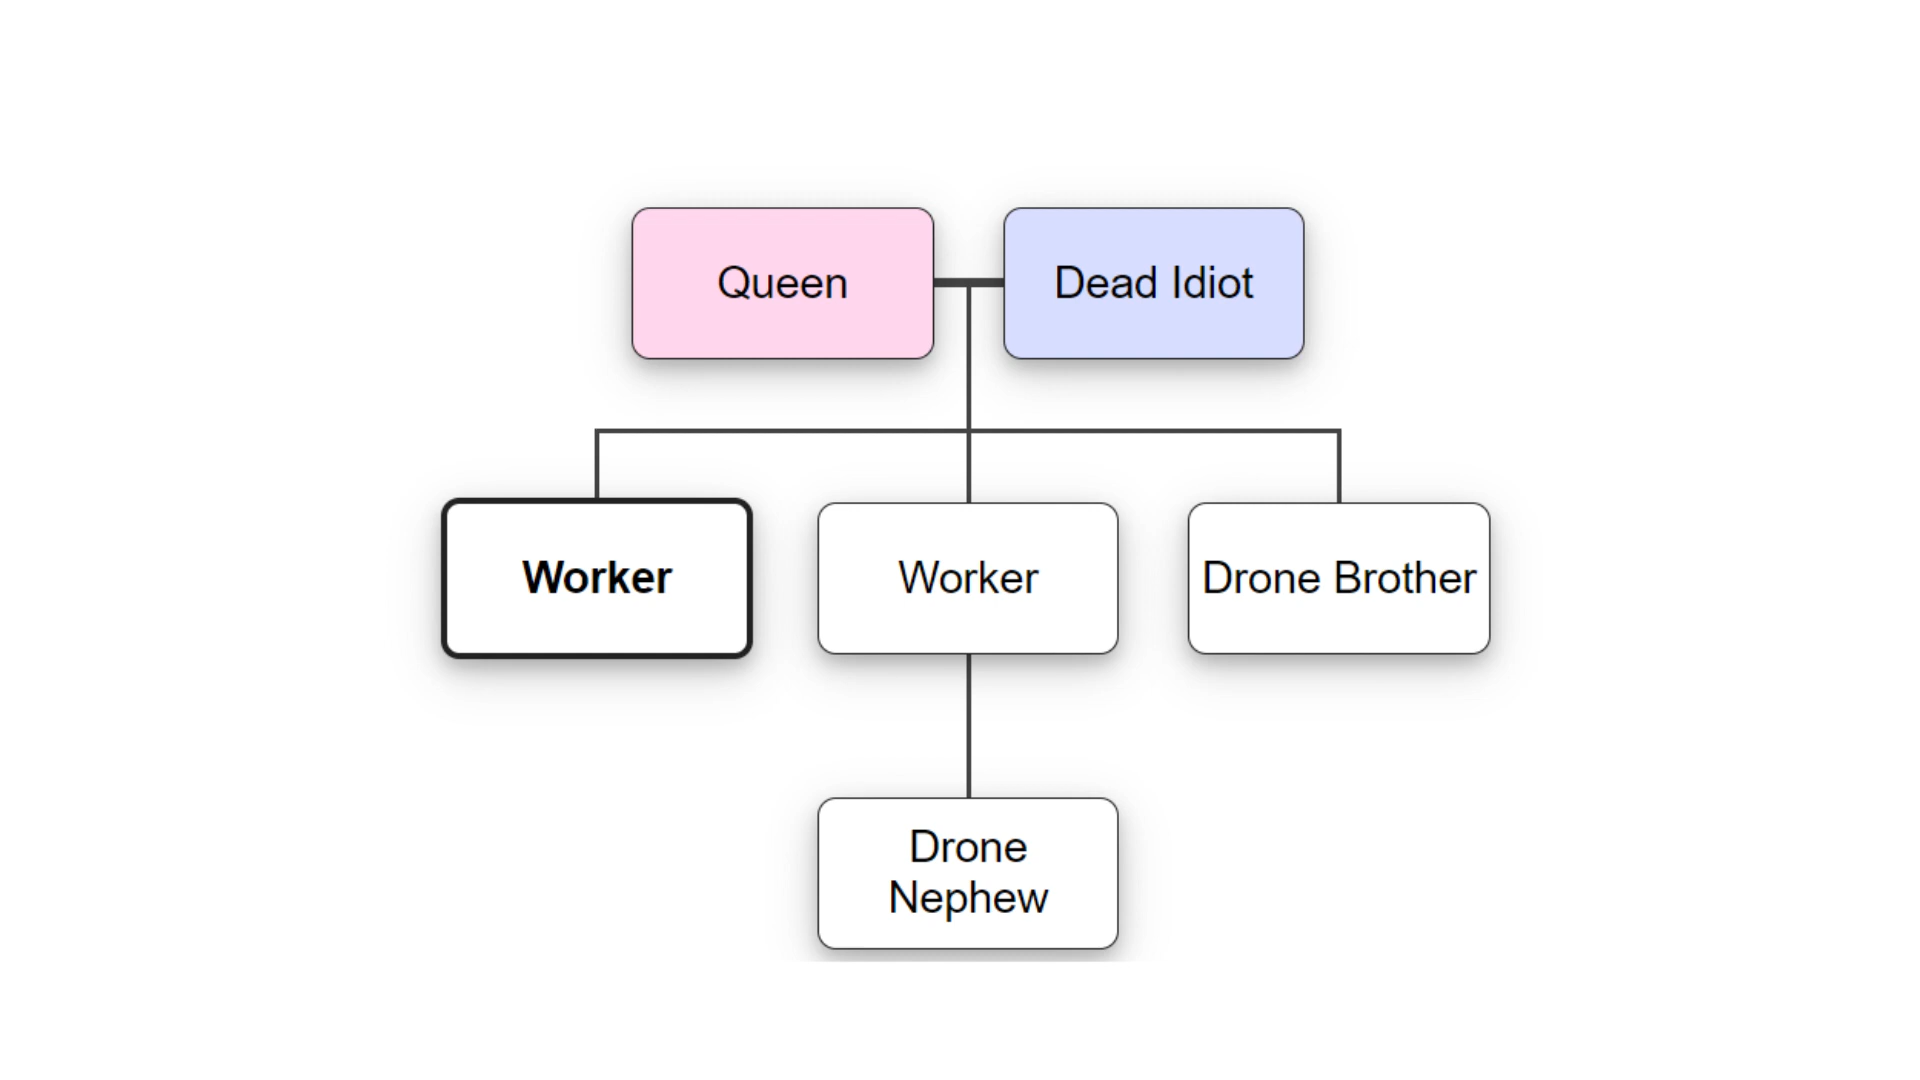 Queen
Dead Idiot
Worker
Worker
Drone Brother
Drone
Nephew